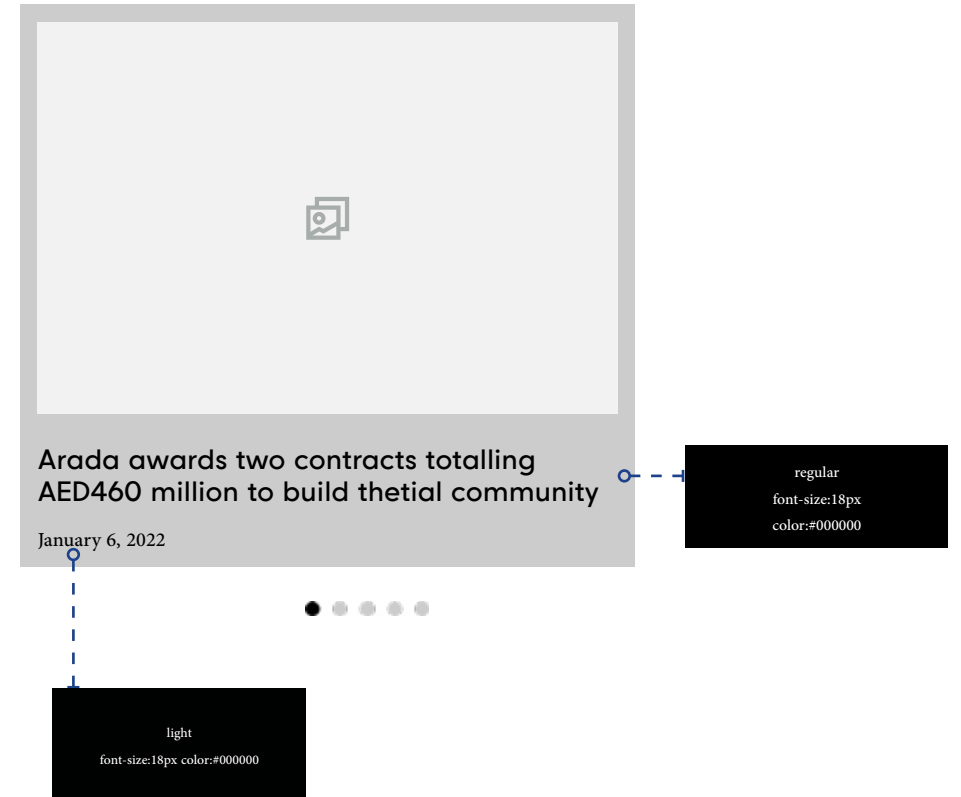 Arada awards two contracts totalling
AED460 million to build thetial community
January 6, 2022
regular
font-size:18px
color:#000000
light
font-size:18px color:#000000